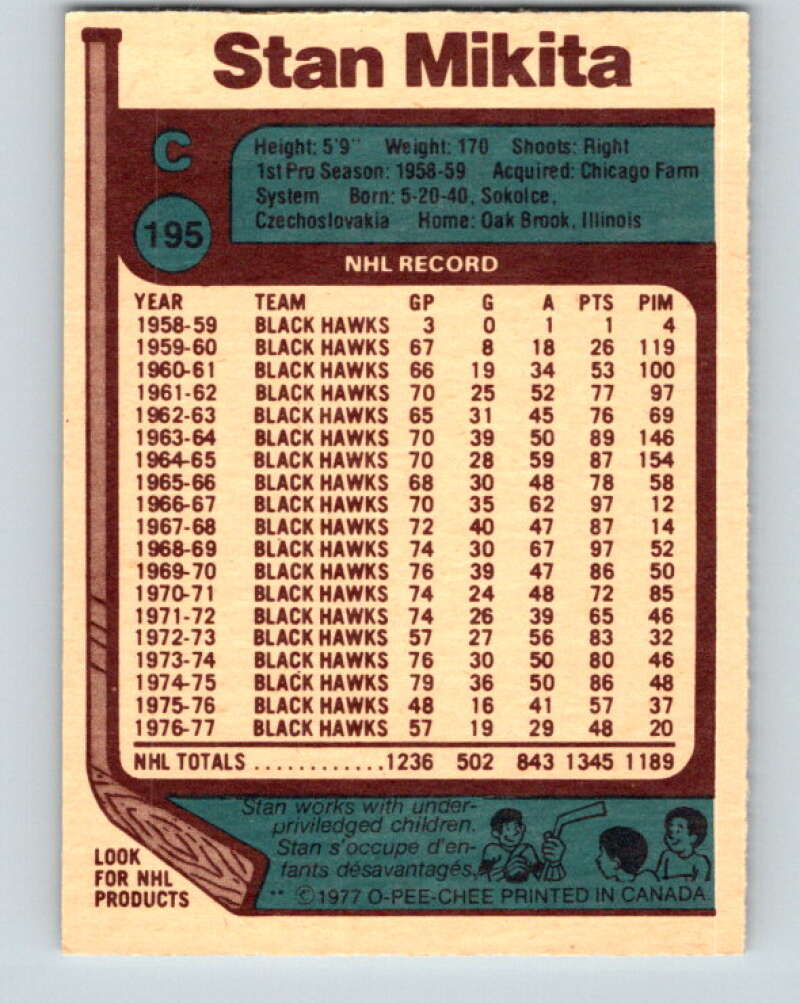 Stan Mikita
C
195
Height: 5'9" Weight: 170 Shoots: Right
1st Pro Season: 1958-59 Acquired: Chicago Farm
System Born: 5-20-40, Sokolce,
Czechoslovakia Home: Oak Brook, Illinois
NHL RECORD
YEAR TEAM GP G A PTS PIM
1958-59 BLACK HAWKS 3 0 1 1 4
1959-60 BLACK HAWKS 67 8 18 26 119
1960-61 BLACK HAWKS 66 19 34 53 100
1961-62 BLACK HAWKS 70 25 52 77 97
1962-63 BLACK HAWKS 65 31 45 76 69
1963-64 BLACK HAWKS 70 39 50 89 146
1964-65 BLACK HAWKS 70 28 59 87 154
1965-66 BLACK HAWKS 68 30 48 78 58
1966-67 BLACK HAWKS 70 35 62 97 12
1967-68 BLACK HAWKS 72 40 47 87 14
1968-69 BLACK HAWKS 74 30 67 97 52
1969-70 BLACK HAWKS 76 39 47 86 50
1970-71 BLACK HAWKS 74 24 48 72 85
1971-72 BLACK HAWKS 74 26 39 65 46
1972-73 BLACK HAWKS 57 27 56 83 32
1973-74 BLACK HAWKS 76 30 50 80 46
1974-75 BLACK HAWKS 79 36 50 86 48
1975-76 BLACK HAWKS 48 16 41 57 37
1976-77 BLACK HAWKS 57 19 29 48 20
NHL TOTALS ............1236 502 843 1345 1189
Stan works with under-
priviledged children.
Stan s'occupe d'en-
fants désavantagés.
LOOK
FOR NHL
PRODUCTS
** ©1977 O-PEE-CHEE PRINTED IN CANADA